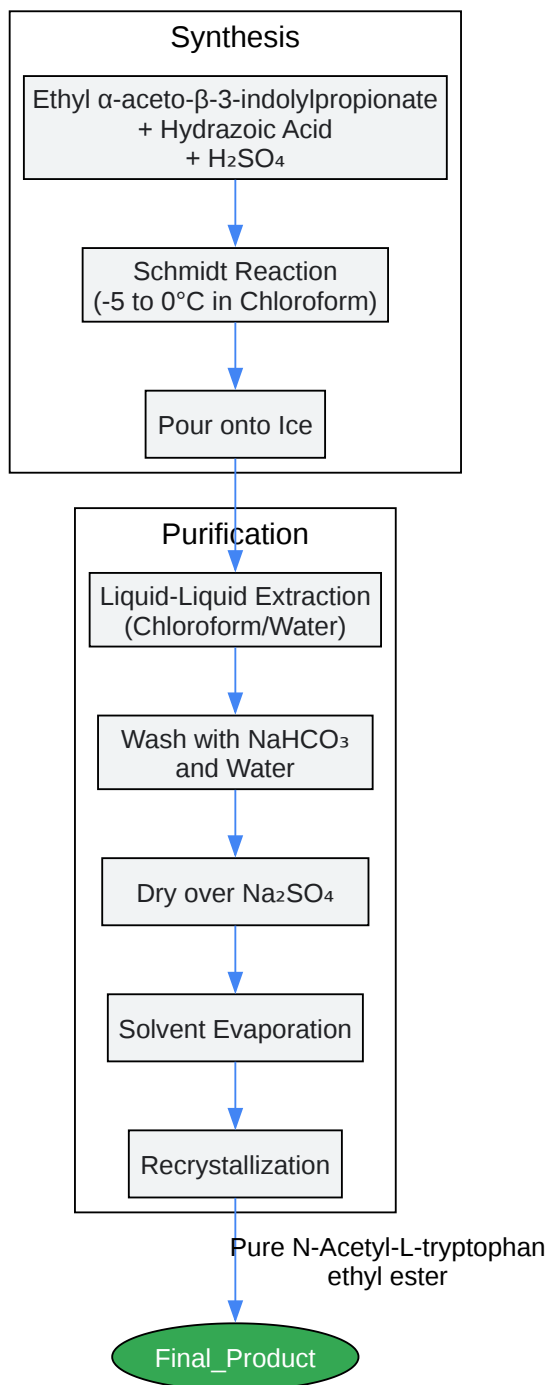 Synthesis
Ethyl α-aceto-β-3-indolylpropionate
+ Hydrazoic Acid
+ H₂SO₄
Schmidt Reaction
(-5 to 0°C in Chloroform)
Pour onto Ice
Purification
Liquid-Liquid Extraction
(Chloroform/Water)
Wash with NaHCO₃
and Water
Dry over Na₂SO₄
Solvent Evaporation
Recrystallization
Pure N-Acetyl-L-tryptophan
ethyl ester
Final_Product